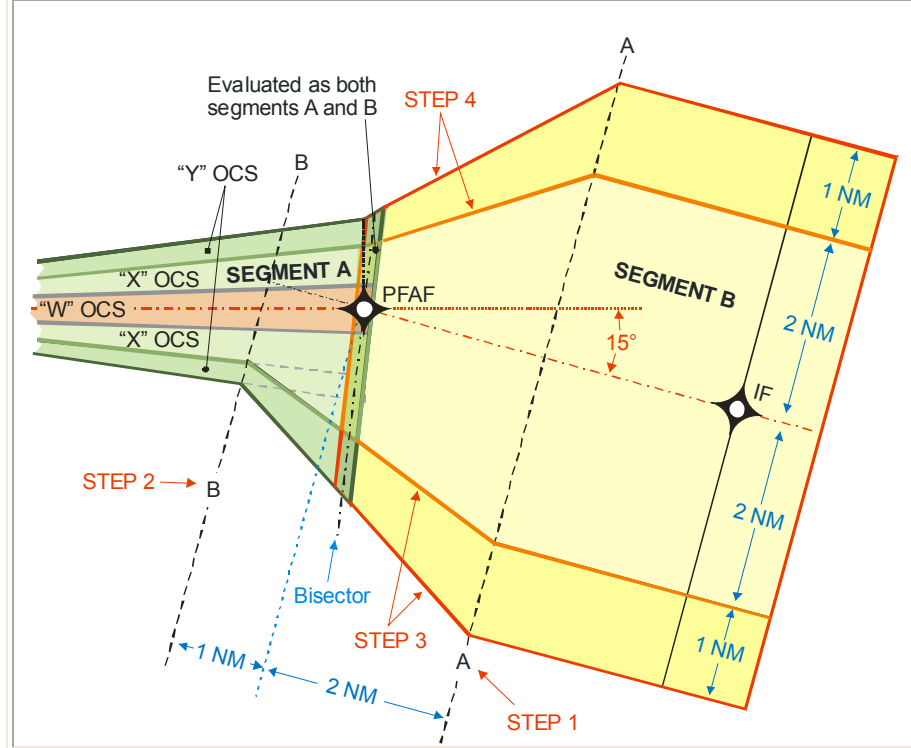 A
Evaluated as both
segments A and B
STEP 4
B
"Y" OCS
1 NM
SEGMENT A
"X" OCS
SEGMENT B
PFAF
"W" OCS
2 NM
15°
"X" OCS
IF
STEP 2
B
2 NM
Bisector
STEP 3
1 NM
1 NM
A
2 NM
STEP 1